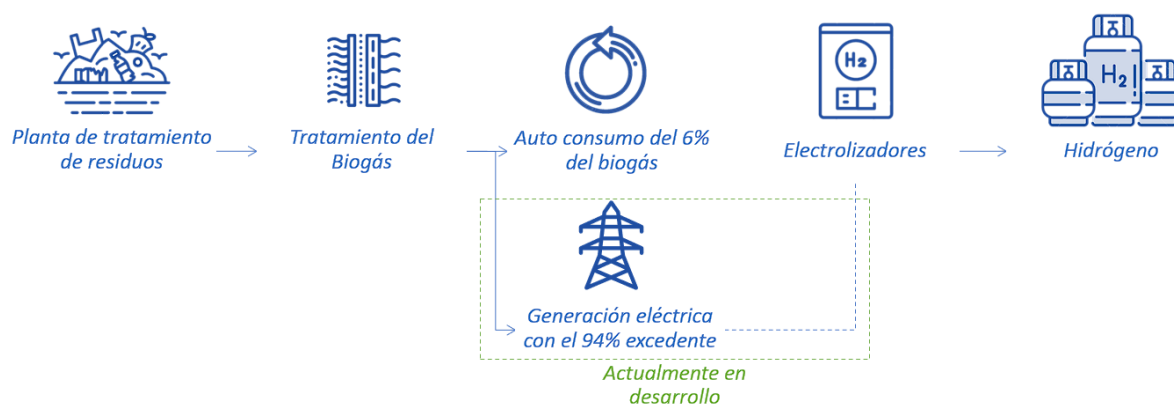 H2
H2
Planta de tratamiento
de residuos
Tratamiento del
Biogás
Auto consumo del 6%
del biogás
Electrolizadores
Hidrógeno
Generación eléctrica
con el 94% excedente
Actualmente en
desarrollo